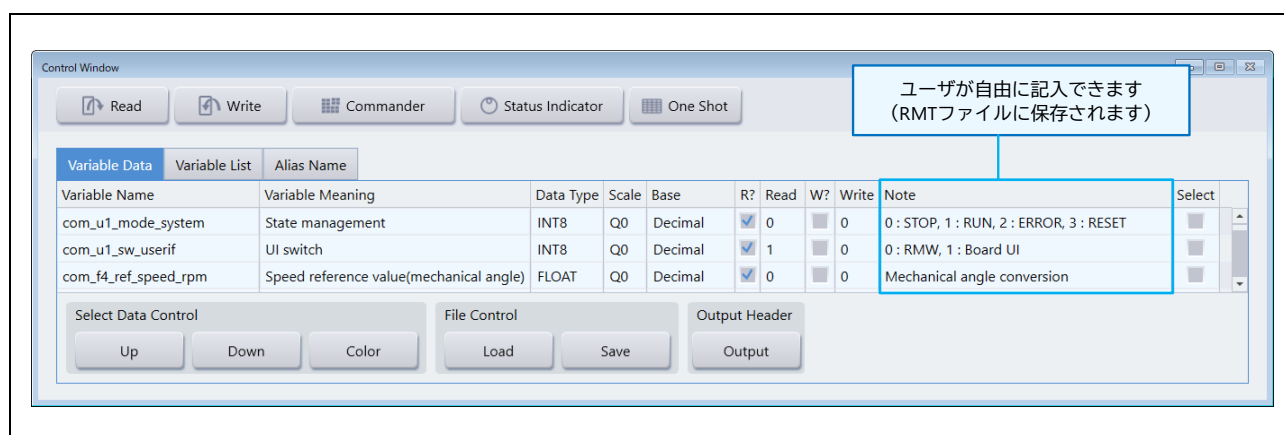 Control Window
ユーザが自由に記入できます
（RMTファイルに保存されます）
Read Write Commander Status Indicator One Shot
Variable Data Variable List Alias Name
Variable Name Variable Meaning Data Type Scale Base R? Read W? Write Note Select
com_u1_mode_system State management INT8 Q0 Decimal 0 0 0 : STOP, 1 : RUN, 2 : ERROR, 3 : RESET
com_u1_sw_userif UI switch INT8 Q0 Decimal 1 0 0 : RMW, 1 : Board UI
com_f4_ref_speed_rpm Speed reference value(mechanical angle) FLOAT Q0 Decimal 0 0 Mechanical angle conversion
Select Data Control File Control Output Header
Up Down Color Load Save Output